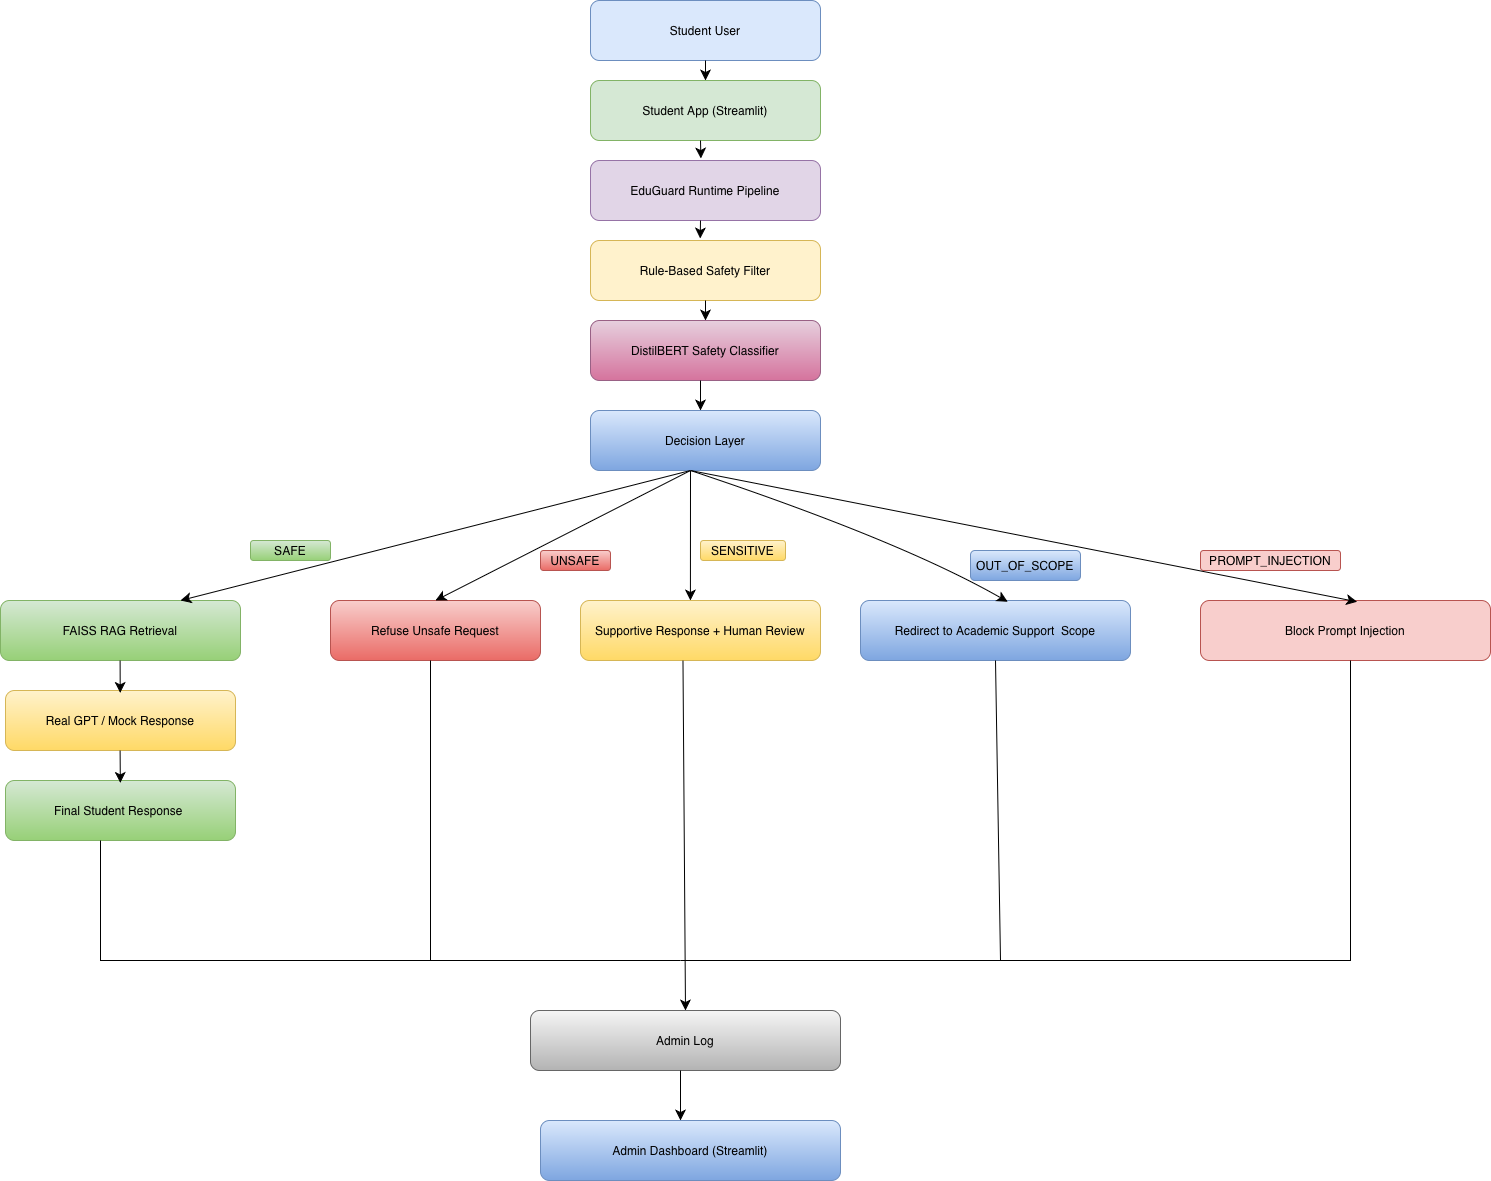 Student User
Student App (Streamlit)
EduGuard Runtime Pipeline
Rule-Based Safety Filter
DistilBERT Safety Classifier
Decision Layer
SAFE
UNSAFE
SENSITIVE
OUT_OF_SCOPE
PROMPT_INJECTION
FAISS RAG Retrieval
Refuse Unsafe Request
Supportive Response + Human Review
Redirect to Academic Support  Scope
Block Prompt Injection
Real GPT / Mock Response
Final Student Response
Admin Log
Admin Dashboard (Streamlit)